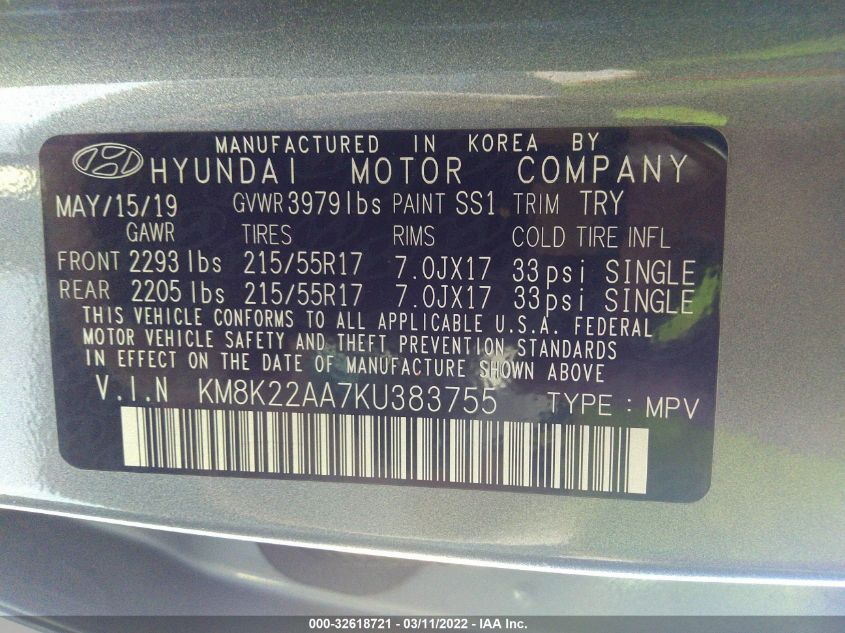 MANUFACTURED IN KOREA BY
HYUNDAI MOTOR COMPANY
MAY/15/19 GVWR 3979lbs PAINT SS1 TRIM TRY
GAWR TIRES RIMS COLD TIRE INFL
FRONT 2293 lbs 215/55R17 7.0JX17 33psi SINGLE
REAR 2205 lbs 215/55R17 7.0JX17 33psi SINGLE
THIS VEHICLE CONFORMS TO ALL APPLICABLE U.S.A. FEDERAL
MOTOR VEHICLE SAFETY AND THEFT PREVENTION STANDARDS
IN EFFECT ON THE DATE OF MANUFACTURE SHOWN ABOVE.
V.I.N KM8K22AA7KU383755 TYPE : MPV
000-32618721 - 03/11/2022 - IAA Inc.